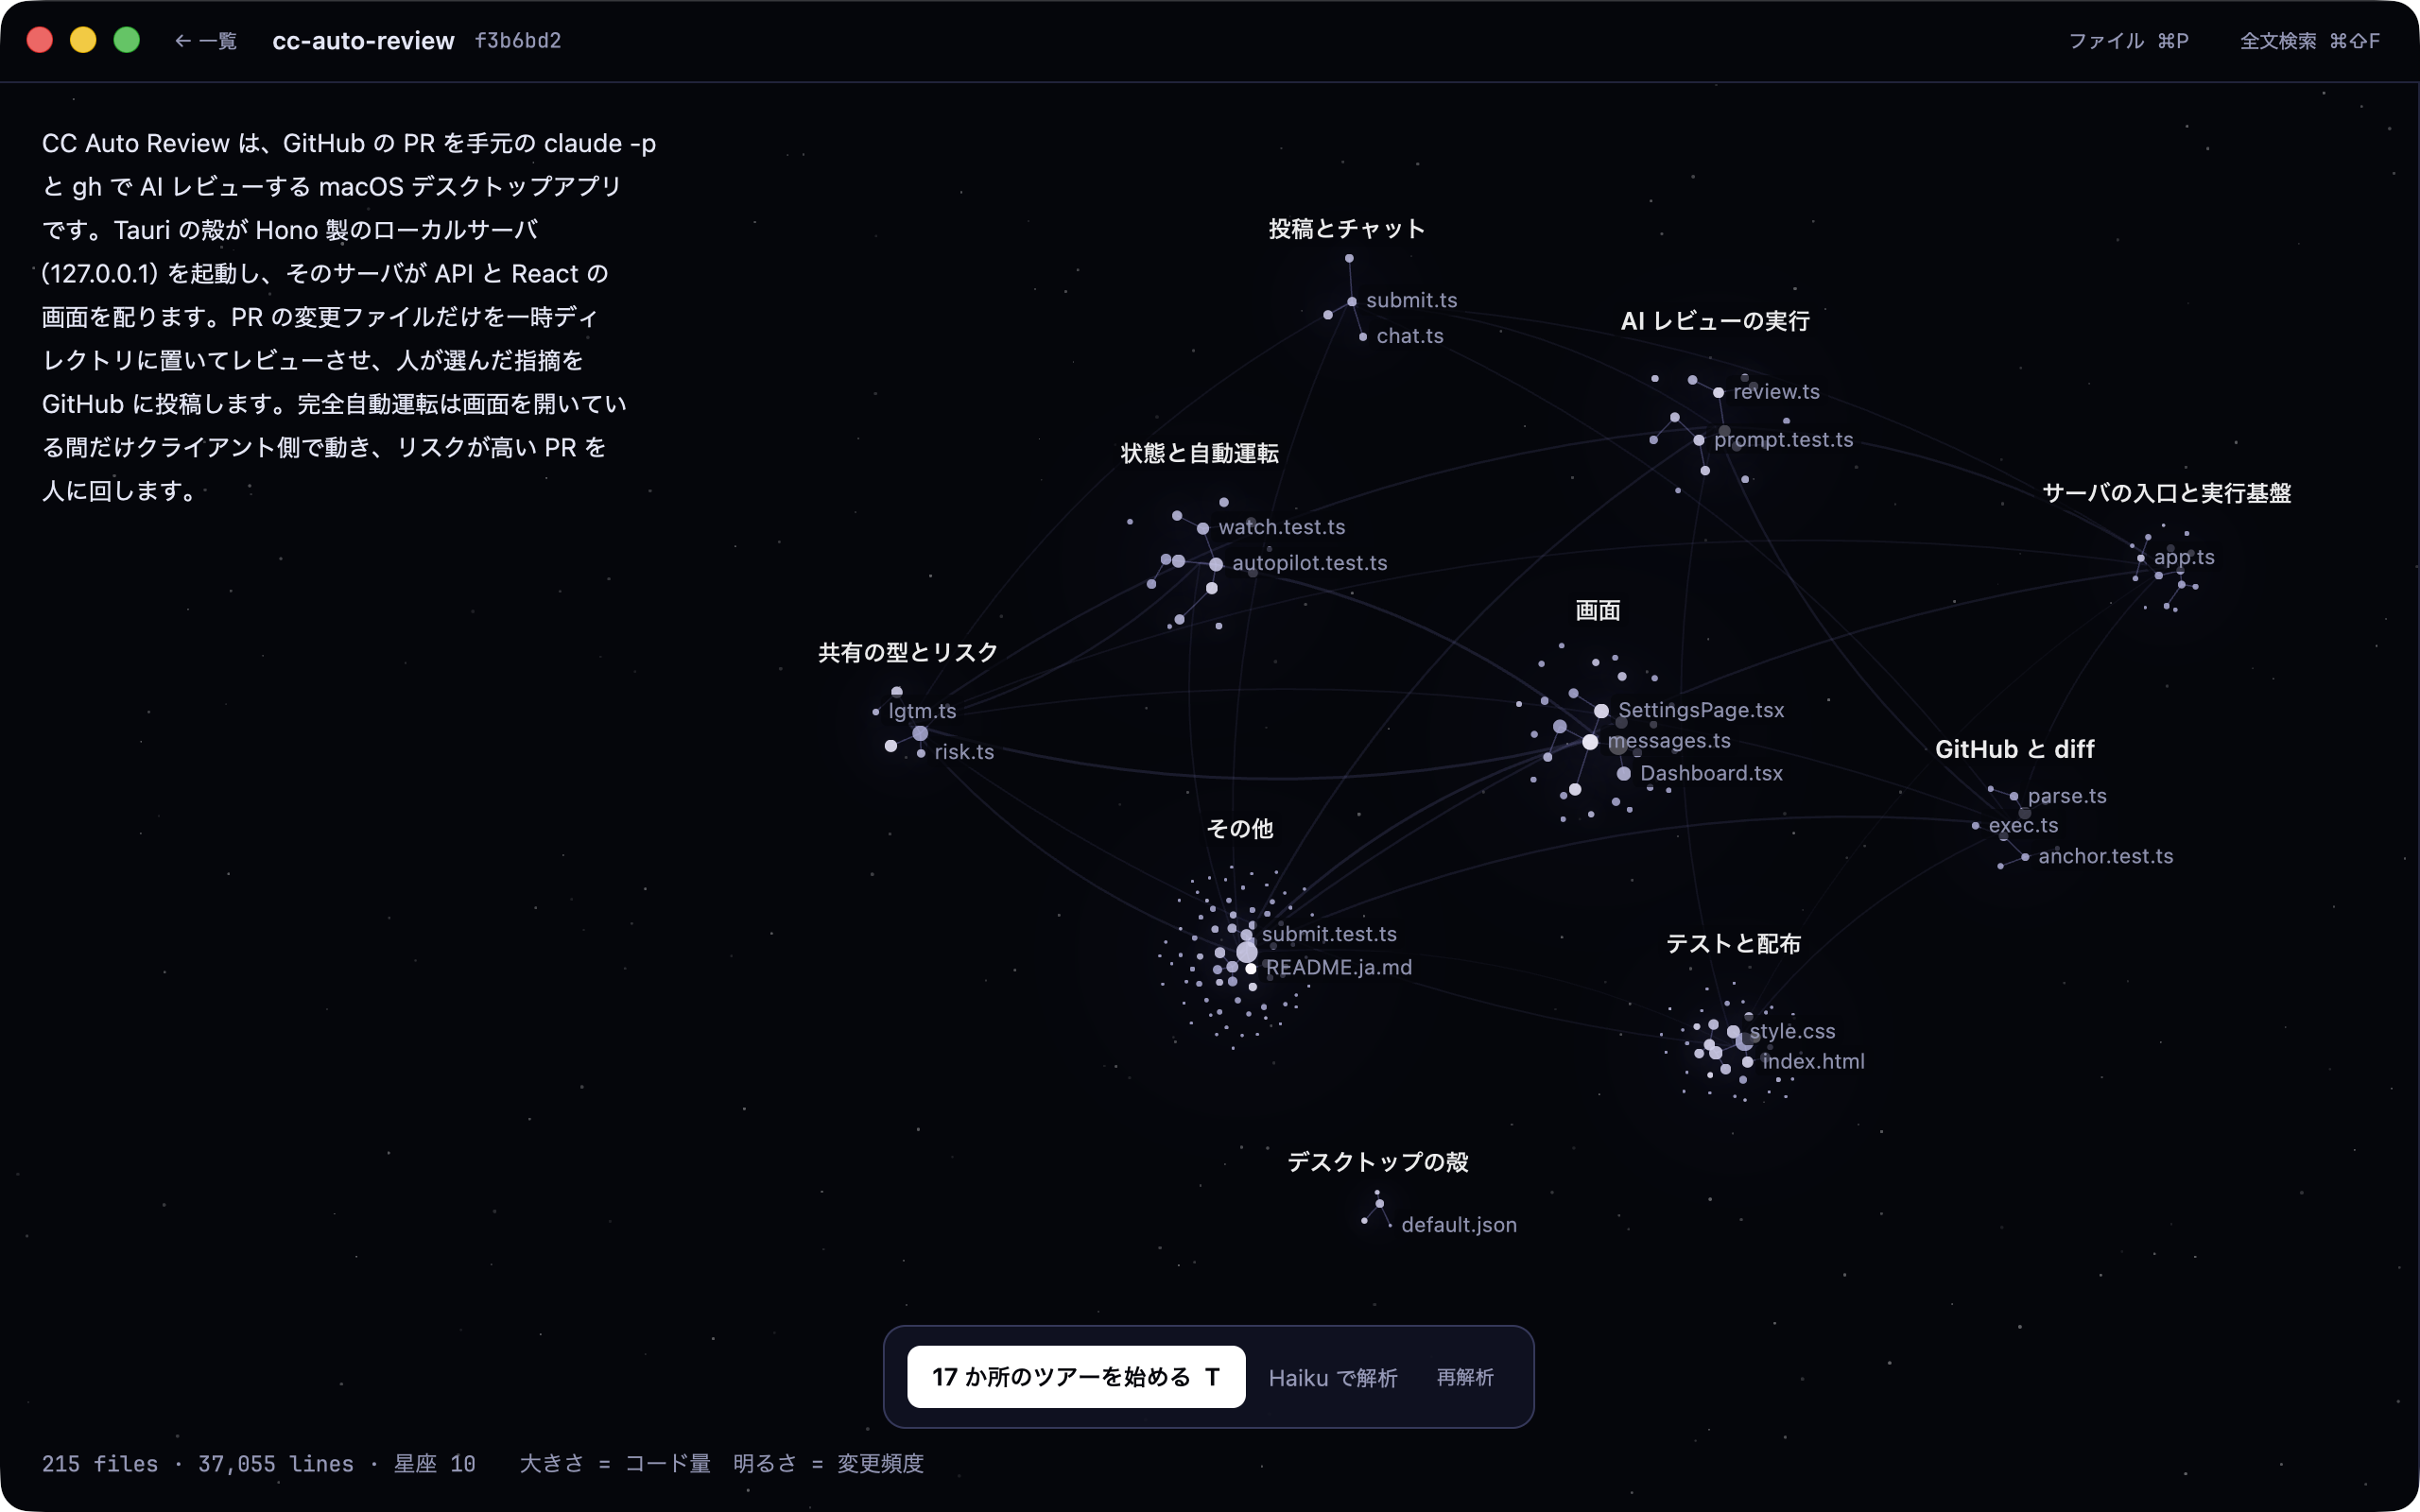 ← 一覧 cc-auto-review f3b6bd2 ファイル ⌘P 全文検索 ⌘⇧F
CC Auto Review は、GitHub の PR を手元の claude -p
と gh で AI レビューする macOS デスクトップアプリ
です。Tauri の殻が Hono 製のローカルサーバ
(127.0.0.1) を起動し、そのサーバが API と React の
画面を配ります。PR の変更ファイルだけを一時ディ
レクトリに置いてレビューさせ、人が選んだ指摘を
GitHub に投稿します。完全自動運転は画面を開いてい
る間だけクライアント側で動き、リスクが高い PR を
人に回します。
投稿とチャット
submit.ts
chat.ts
AI レビューの実行
review.ts
prompt.test.ts
状態と自動運転
watch.test.ts
autopilot.test.ts
サーバの入口と実行基盤
app.ts
画面
SettingsPage.tsx
messages.ts
Dashboard.tsx
共有の型とリスク
lgtm.ts
risk.ts
GitHub と diff
parse.ts
exec.ts
anchor.test.ts
その他
submit.test.ts
README.ja.md
テストと配布
style.css
index.html
デスクトップの殻
default.json
17 か所のツアーを始める T Haiku で解析 再解析
215 files · 37,055 lines · 星座 10 大きさ = コード量 明るさ = 変更頻度